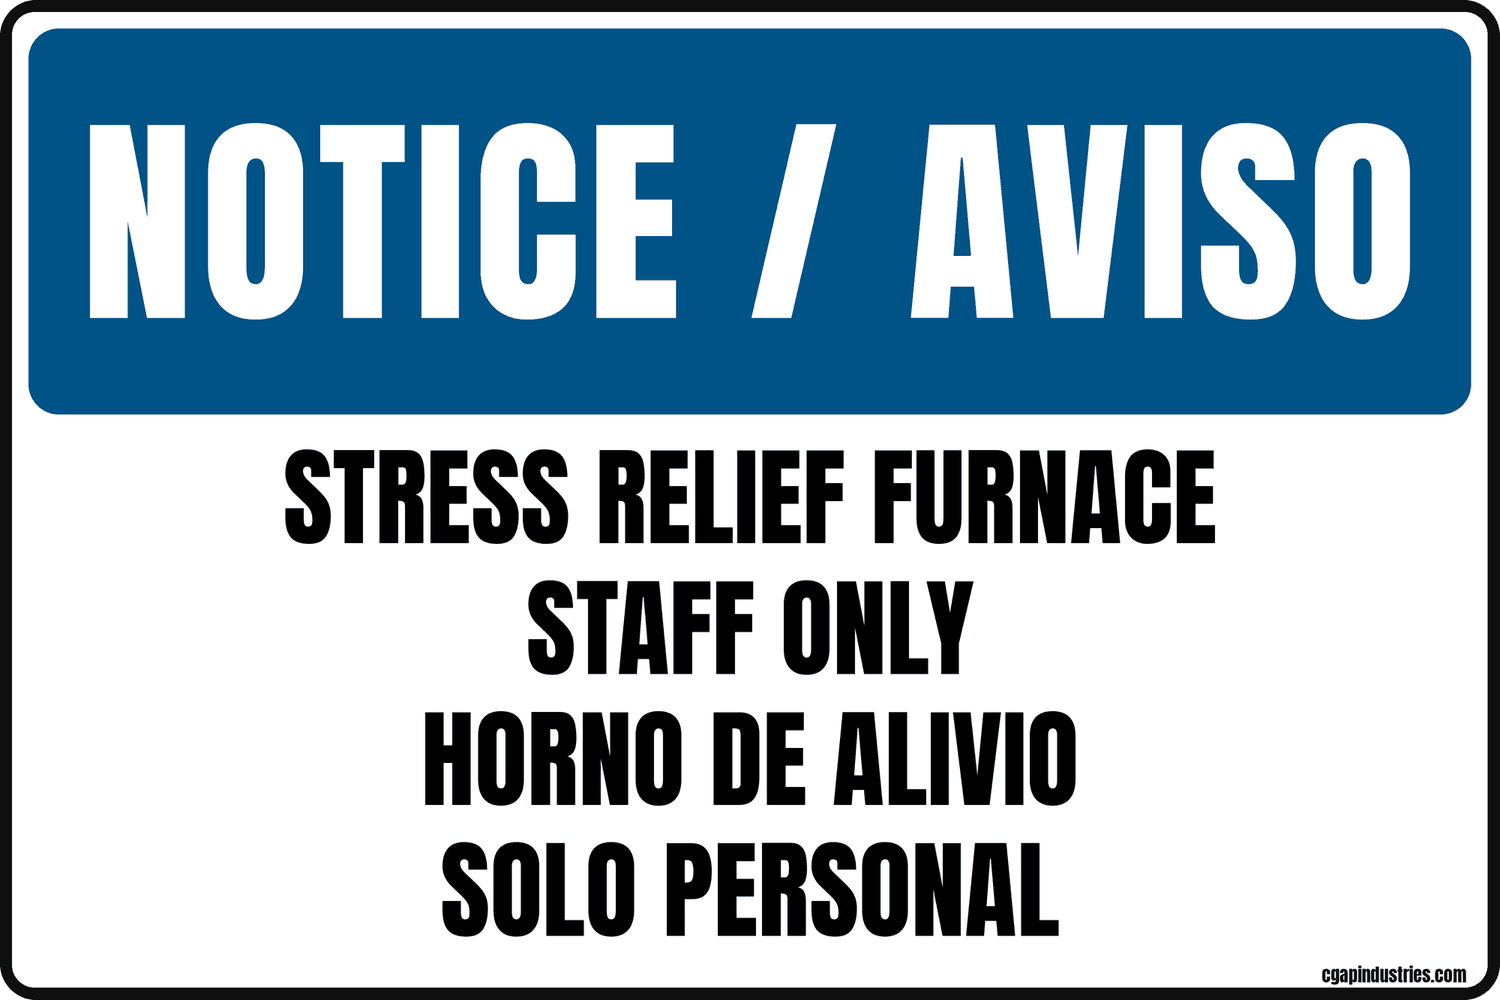 NOTICE / AVISO
STRESS RELIEF FURNACE
STAFF ONLY
HORNO DE ALIVIO
SOLO PERSONAL
cgapindustries.com